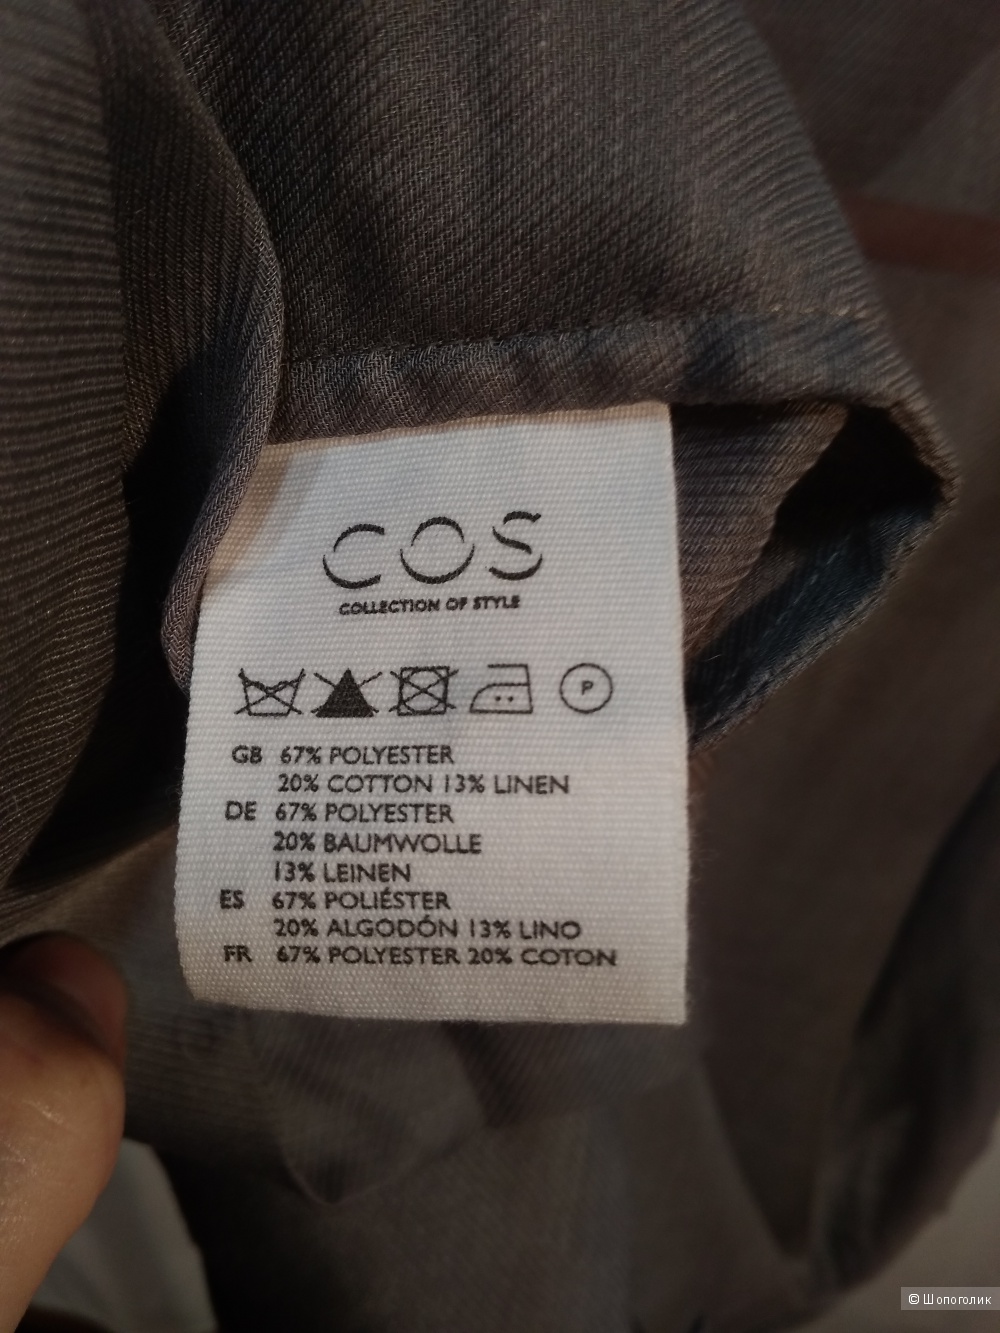 COS
COLLECTION OF STYLE
P
GB 67% POLYESTER
20% COTTON 13% LINEN
DE 67% POLYESTER
20% BAUMWOLLE
13% LEINEN
ES 67% POLIÉSTER
20% ALGODÓN 13% LINO
FR 67% POLYESTER 20% COTON
© Шопоголик